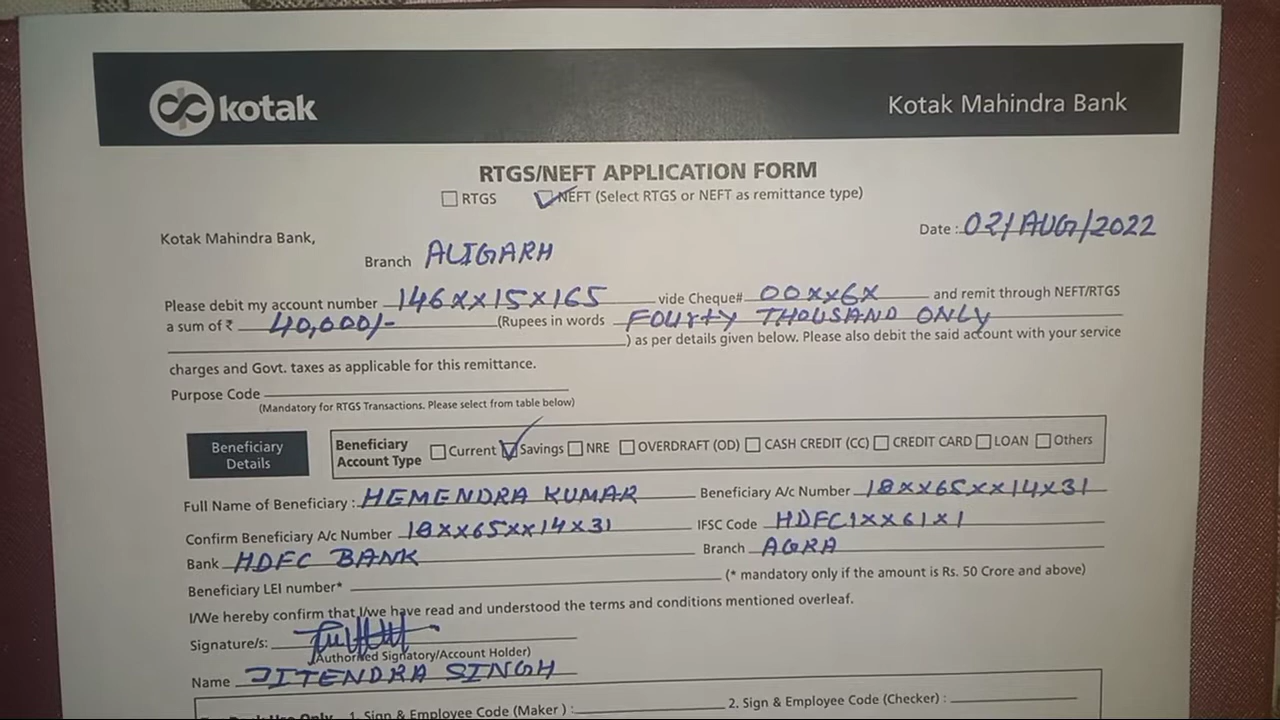 kotak Kotak Mahindra Bank
RTGS/NEFT APPLICATION FORM
RTGS NEFT (Select RTGS or NEFT as remittance type)
Kotak Mahindra Bank, Date : 02/AUG/2022
Branch ALIGARH
Please debit my account number 146XX15X165 vide Cheque# 00XX6X and remit through NEFT/RTGS
a sum of ₹ 40,000/- (Rupees in words FOURTY THOUSAND ONLY
) as per details given below. Please also debit the said account with your service
charges and Govt. taxes as applicable for this remittance.
Purpose Code
(Mandatory for RTGS Transactions. Please select from table below)
Beneficiary Details
Beneficiary Account Type Current Savings NRE OVERDRAFT (OD) CASH CREDIT (CC) CREDIT CARD LOAN Others
Full Name of Beneficiary : HEMENDRA KUMAR Beneficiary A/c Number 18XX65XX14X31
Confirm Beneficiary A/c Number 18XX65XX14X31 IFSC Code HDFC1XX61X1
Bank HDFC BANK Branch AGRA
Beneficiary LEI number* (* mandatory only if the amount is Rs. 50 Crore and above)
I/We hereby confirm that I/we have read and understood the terms and conditions mentioned overleaf.
Signature/s:
(Authorised Signatory/Account Holder)
Name JITENDRA SINGH
1. Sign & Employee Code (Maker ) : 2. Sign & Employee Code (Checker) :